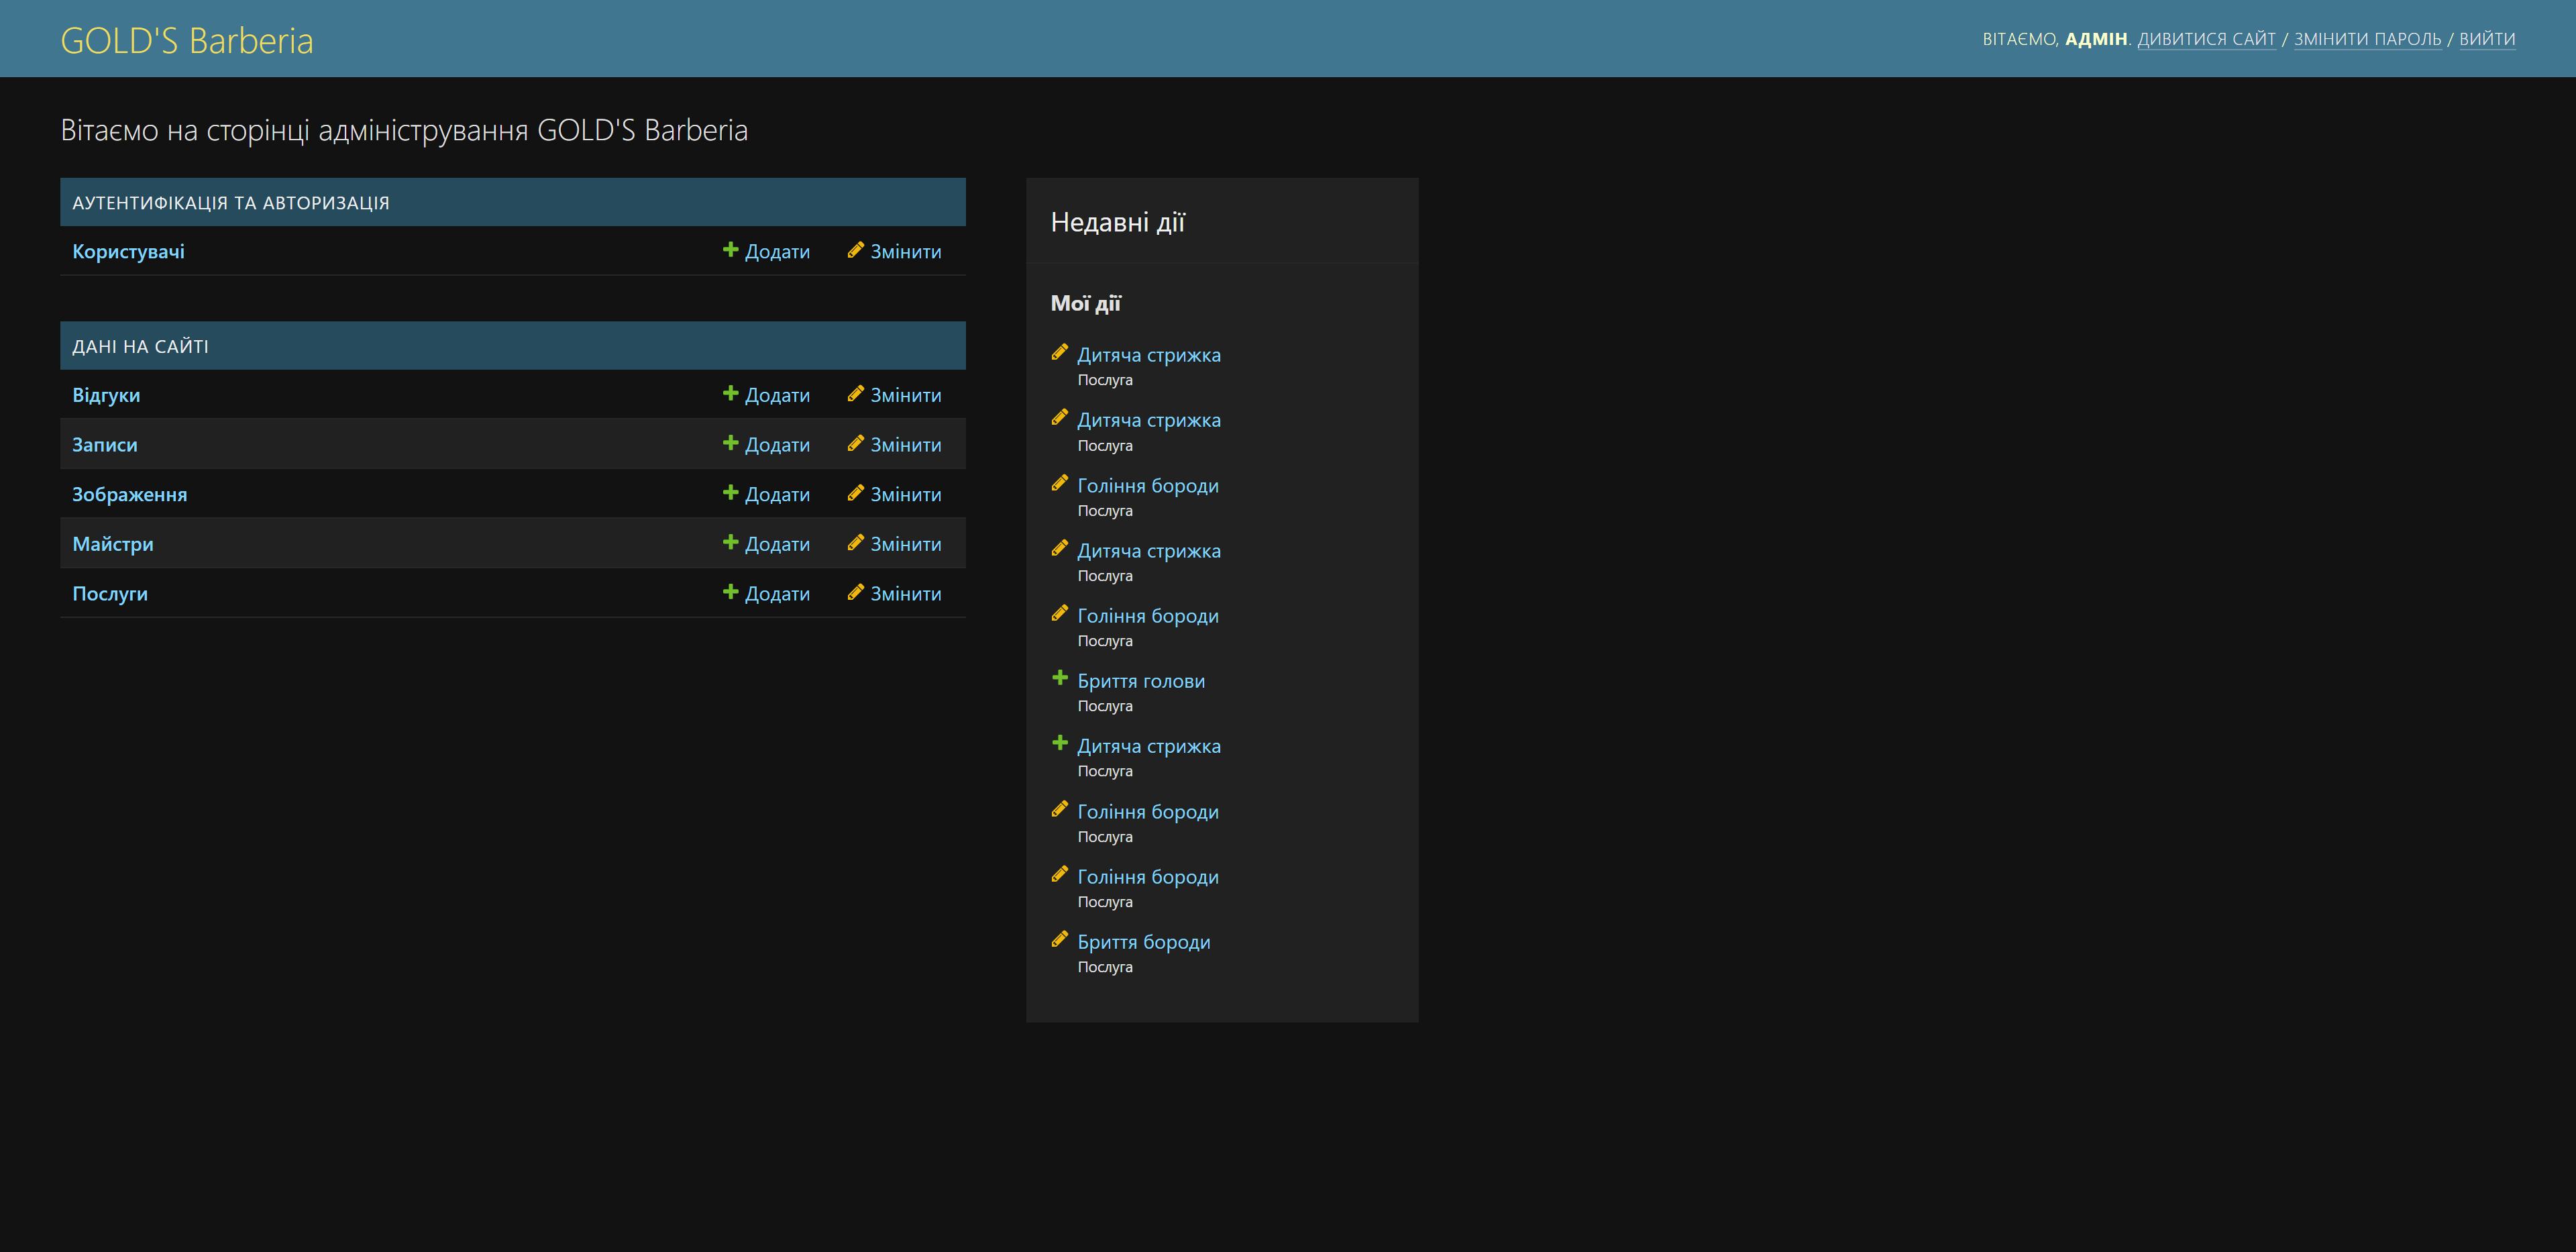 GOLD'S Barberia
ВІТАЄМО, АДМІН. ДИВИТИСЯ САЙТ / ЗМІНИТИ ПАРОЛЬ / ВИЙТИ
Вітаємо на сторінці адміністрування GOLD'S Barberia
АУТЕНТИФІКАЦІЯ ТА АВТОРИЗАЦІЯ
Користувачі Додати Змінити
ДАНІ НА САЙТІ
Відгуки Додати Змінити
Записи Додати Змінити
Зображення Додати Змінити
Майстри Додати Змінити
Послуги Додати Змінити
Недавні дії
Мої дії
Дитяча стрижка
Послуга
Дитяча стрижка
Послуга
Гоління бороди
Послуга
Дитяча стрижка
Послуга
Гоління бороди
Послуга
Бриття голови
Послуга
Дитяча стрижка
Послуга
Гоління бороди
Послуга
Гоління бороди
Послуга
Бриття бороди
Послуга